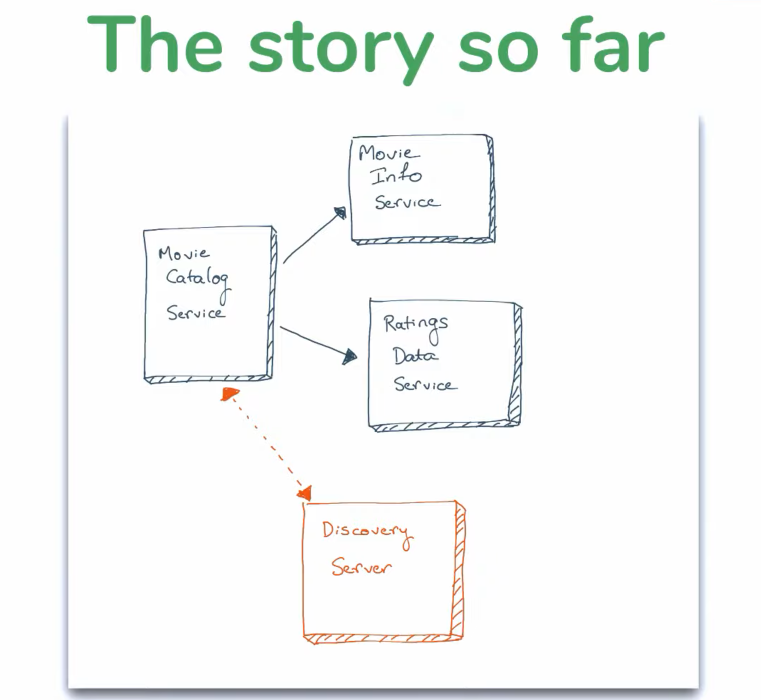 The story so far
Movie
Info
Service
Movie
Catalog
Service
Ratings
Data
Service
Discovery
Server